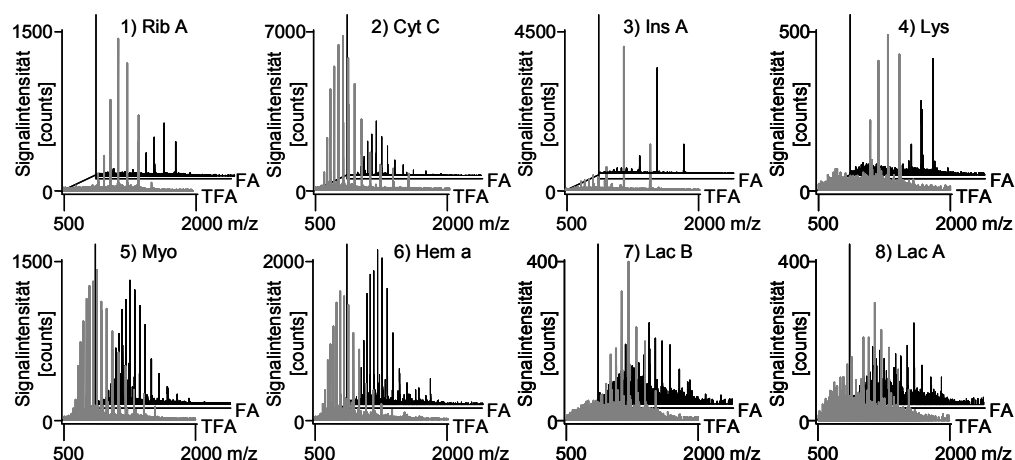 1) Rib A
1500
Signalintensität
[counts]
0
FA
TFA
500
2000 m/z
2) Cyt C
7000
Signalintensität
[counts]
0
FA
TFA
500
2000 m/z
3) Ins A
4500
Signalintensität
[counts]
0
FA
TFA
500
2000 m/z
4) Lys
500
Signalintensität
[counts]
0
FA
TFA
500
2000 m/z
5) Myo
1500
Signalintensität
[counts]
0
FA
TFA
500
2000 m/z
6) Hem a
2000
Signalintensität
[counts]
0
FA
TFA
500
2000 m/z
7) Lac B
400
Signalintensität
[counts]
0
FA
TFA
500
2000 m/z
8) Lac A
400
Signalintensität
[counts]
0
FA
TFA
500
2000 m/z